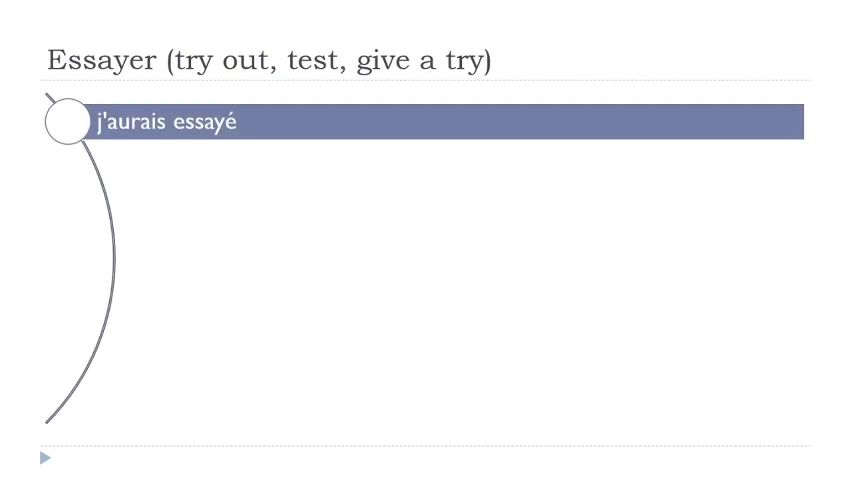 Essayer (try out, test, give a try)
j'aurais essayé